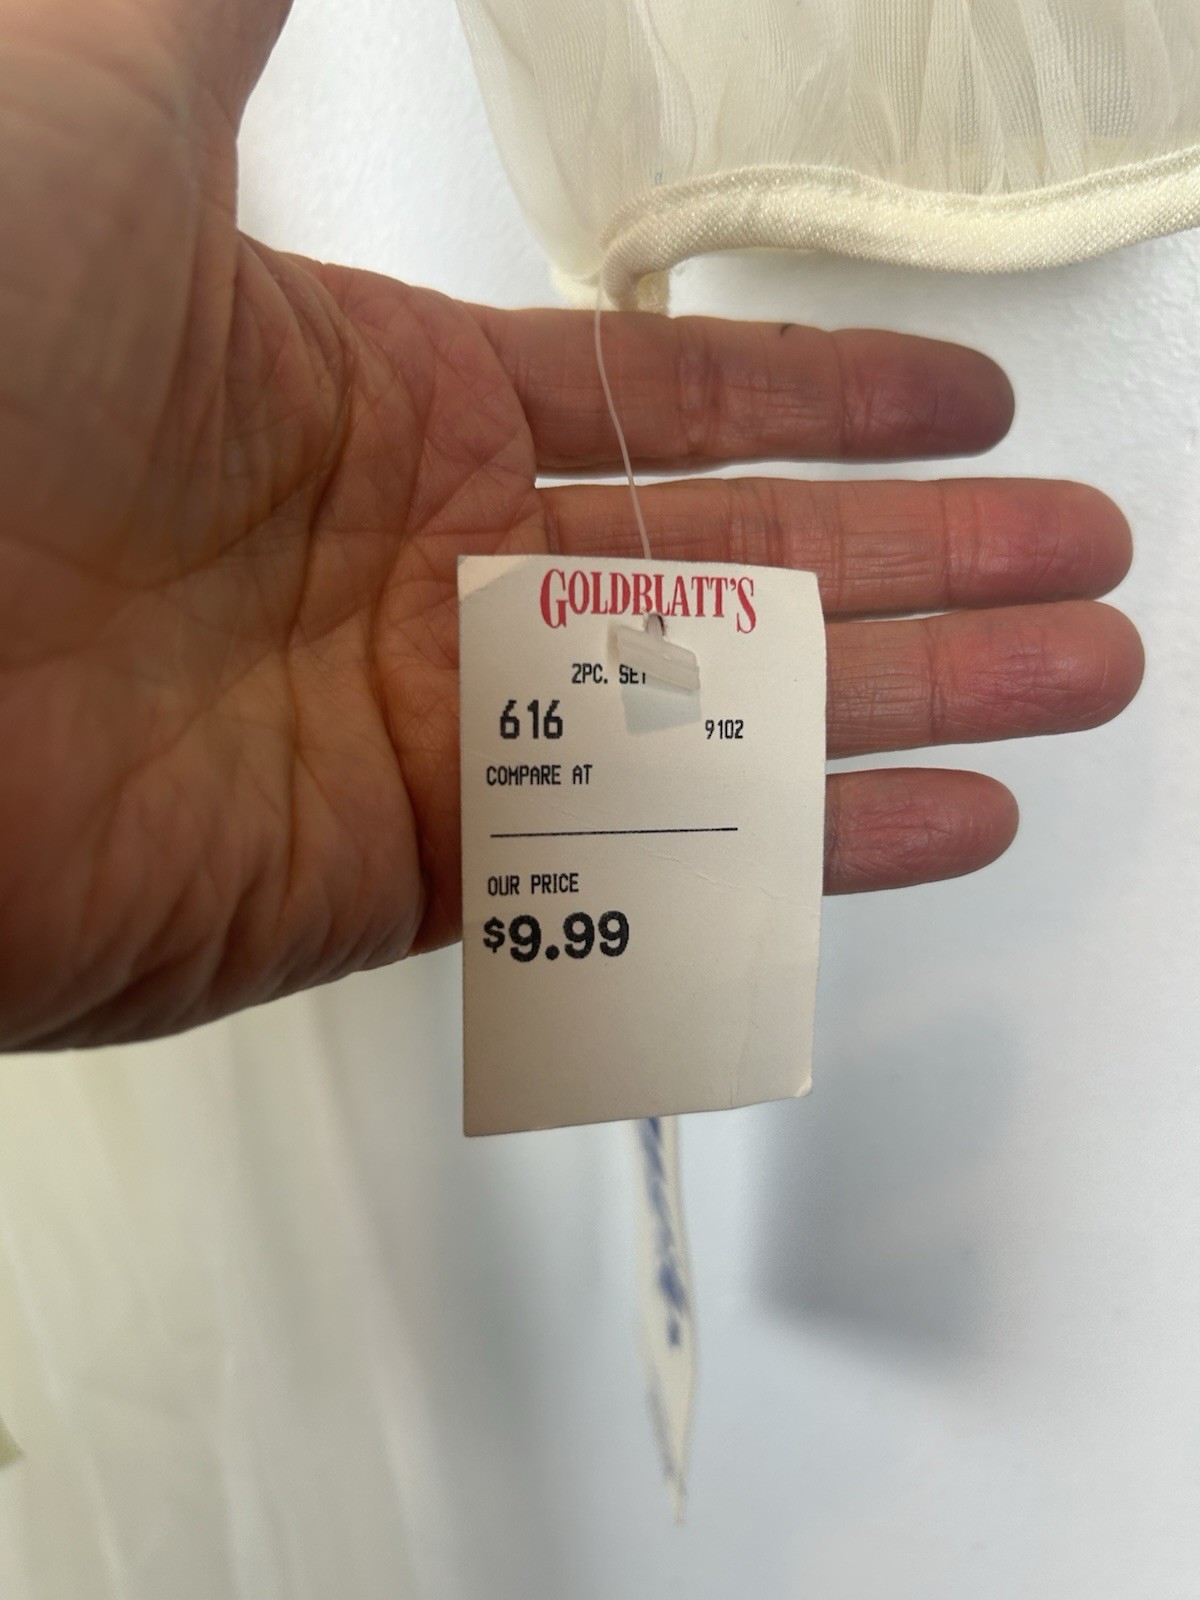 GOLDBLATT'S
2PC. SET
616 9102
COMPARE AT
OUR PRICE
$9.99